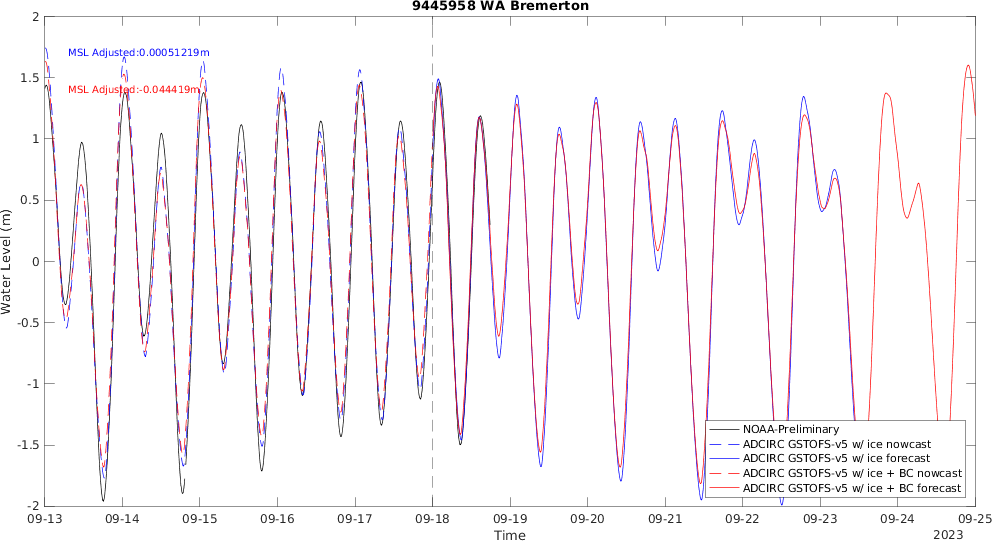 9445958 WA Bremerton
MSL Adjusted:0.00051219m
MSL Adjusted:-0.044419m
Water Level (m)
2
1.5
1
0.5
0
-0.5
-1
-1.5
-2
NOAA-Preliminary
ADCIRC GSTOFS-v5 w/ ice nowcast
ADCIRC GSTOFS-v5 w/ ice forecast
ADCIRC GSTOFS-v5 w/ice + BC nowcast
ADCIRC GSTOFS-v5 w/ice + BC forecast
09-13 09-14 09-15 09-16 09-17 09-18 09-19 09-20 09-21 09-22 09-23 09-24 09-25
Time
2023